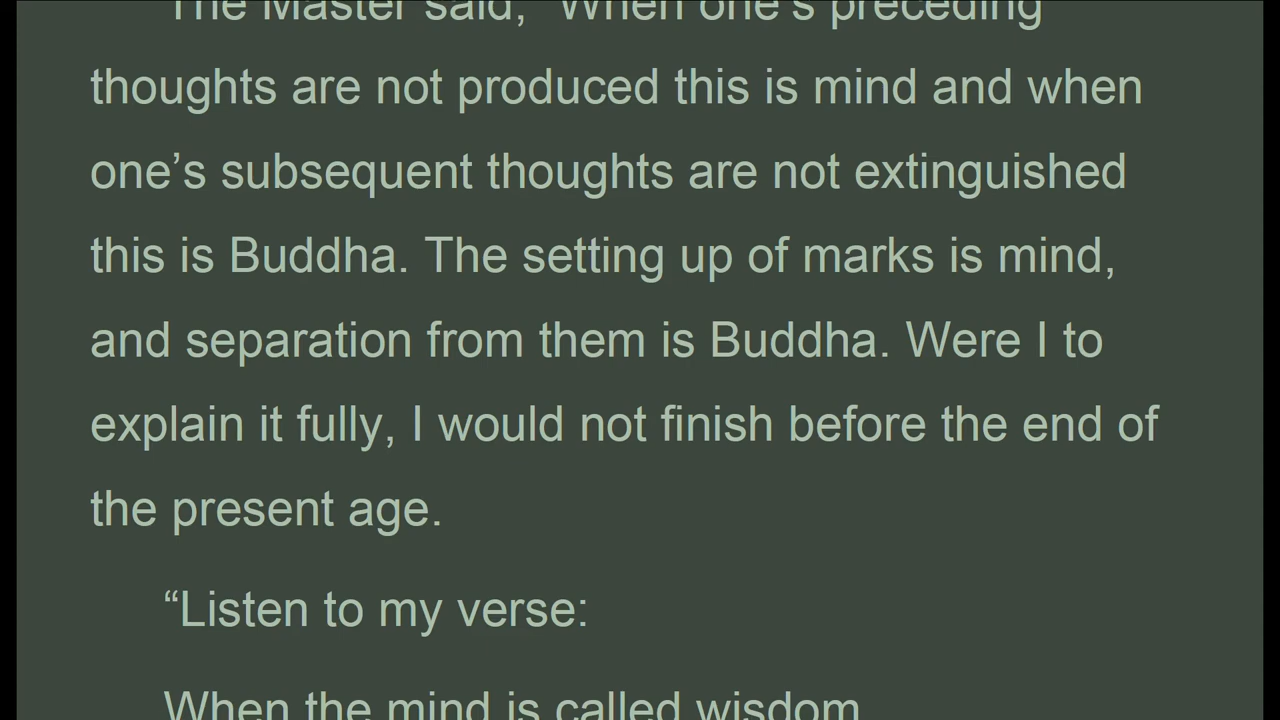 The Master said, “When one’s preceding
thoughts are not produced this is mind and when
one’s subsequent thoughts are not extinguished
this is Buddha. The setting up of marks is mind,
and separation from them is Buddha. Were I to
explain it fully, I would not finish before the end of
the present age.
“Listen to my verse:
When the mind is called wisdom